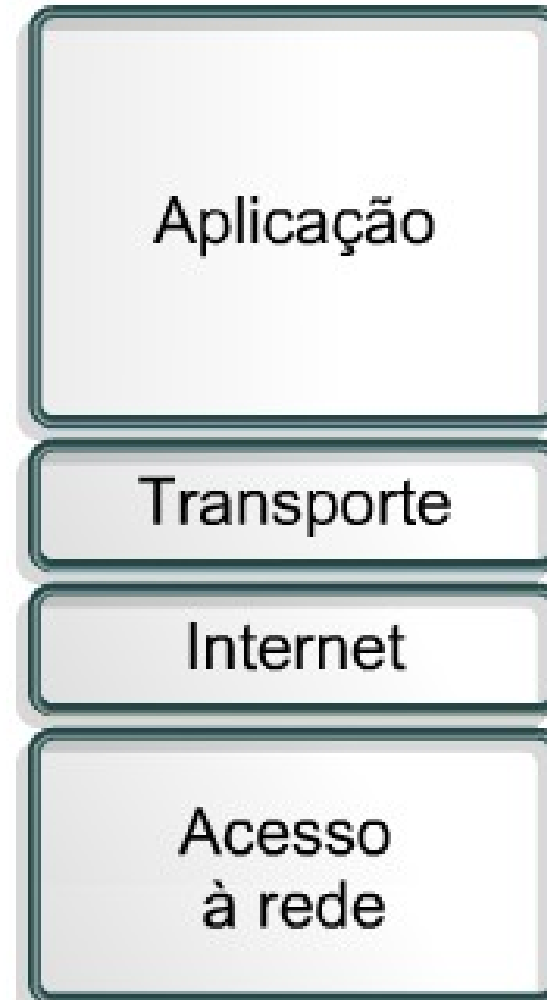 Aplicação
Transporte
Internet
Acesso
à rede